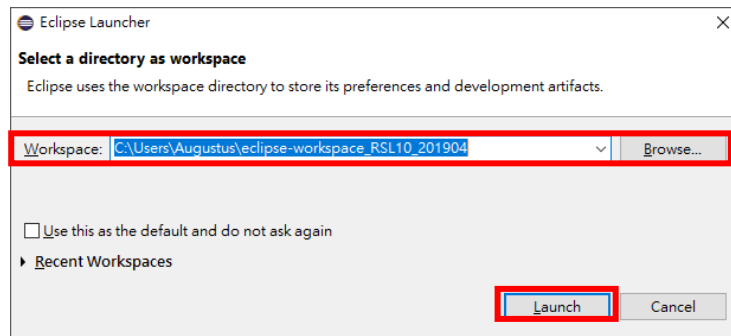 Eclipse Launcher
Select a directory as workspace
Eclipse uses the workspace directory to store its preferences and development artifacts.
Workspace: C:\Users\Augustus\eclipse-workspace_RSL10_201904 Browse...
Use this as the default and do not ask again
Recent Workspaces
Launch Cancel